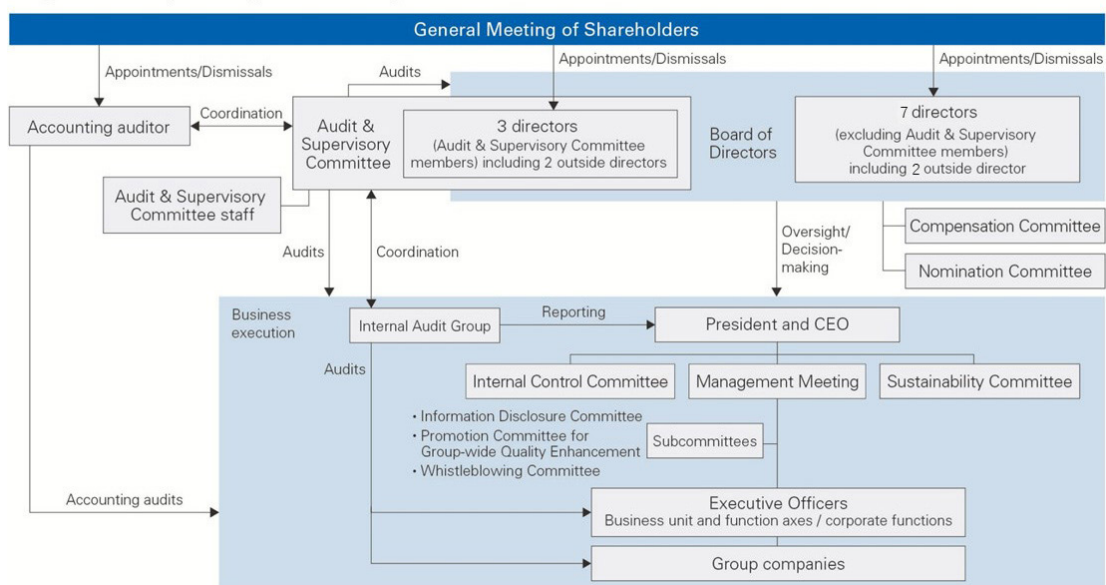 General Meeting of Shareholders
Appointments/Dismissals
Audits
Appointments/Dismissals
Appointments/Dismissals
Accounting auditor
Coordination
Audit &
Supervisory
Committee
3 directors
(Audit & Supervisory Committee
members) including 2 outside directors
Board of
Directors
7 directors
(excluding Audit & Supervisory
Committee members)
including 2 outside director
Audit & Supervisory
Committee staff
Audits
Coordination
Oversight/
Decision-
making
Compensation Committee
Nomination Committee
Business
execution
Internal Audit Group
Reporting
President and CEO
Audits
Internal Control Committee
Management Meeting
Sustainability Committee
・Information Disclosure Committee
・Promotion Committee for
Group-wide Quality Enhancement
・Whistleblowing Committee
Subcommittees
Accounting audits
Executive Officers
Business unit and function axes / corporate functions
Group companies